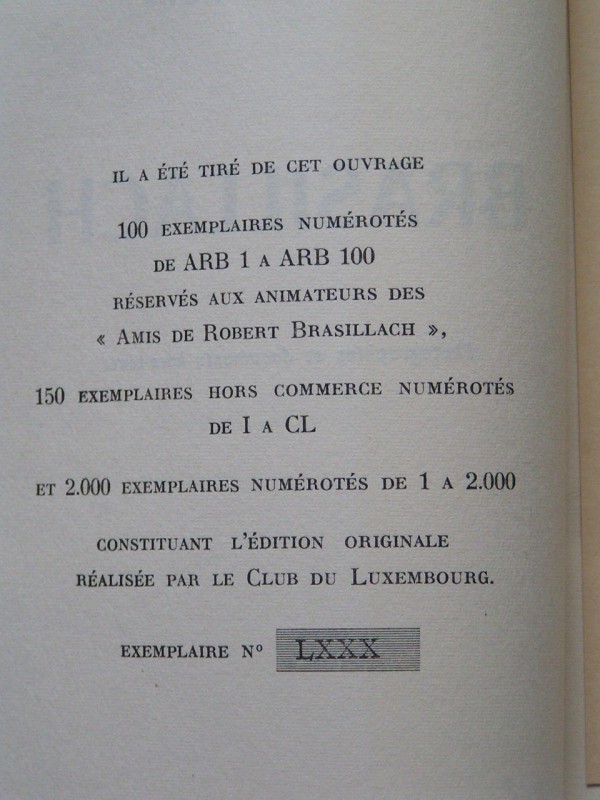 IL A ÉTÉ TIRÉ DE CET OUVRAGE
100 EXEMPLAIRES NUMÉROTÉS
DE ARB 1 A ARB 100
RÉSERVÉS AUX ANIMATEURS DES
« AMIS DE ROBERT BRASILLACH »,
150 EXEMPLAIRES HORS COMMERCE NUMÉROTÉS
DE I A CL
ET 2.000 EXEMPLAIRES NUMÉROTÉS DE 1 A 2.000
CONSTITUANT L'ÉDITION ORIGINALE
RÉALISÉE PAR LE CLUB DU LUXEMBOURG.
EXEMPLAIRE Nº LXXX